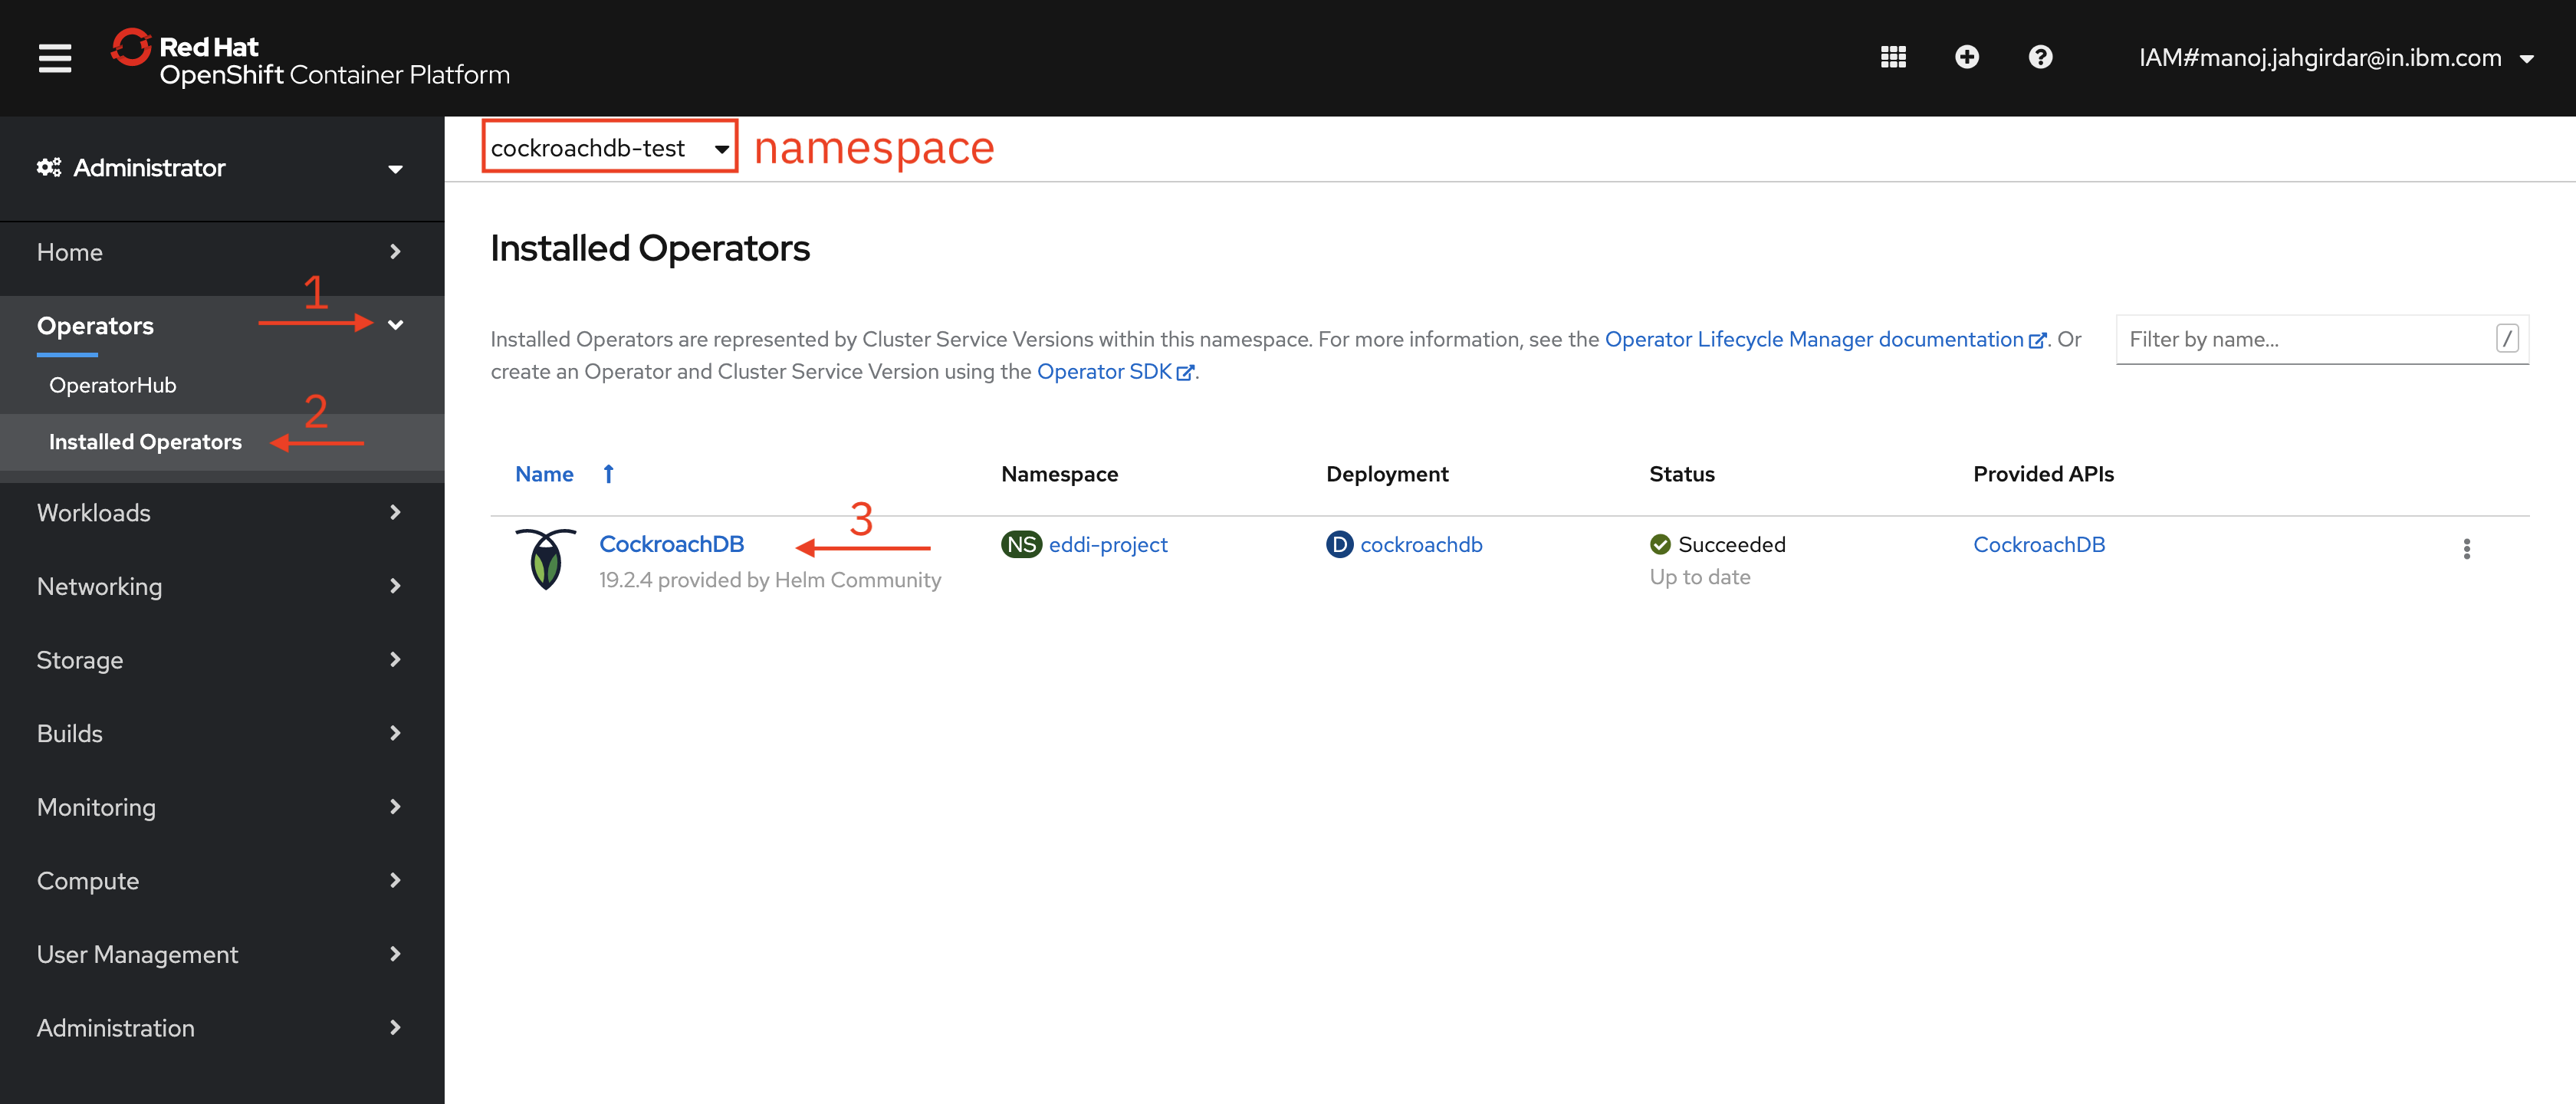 Red Hat
OpenShift Container Platform
IAM#manoj.jahgirdar@in.ibm.com
Administrator
cockroachdb-test
namespace
Home
1
Operators
OperatorHub
2
Installed Operators
Workloads
Networking
Storage
Builds
Monitoring
Compute
User Management
Administration
Installed Operators
Installed Operators are represented by Cluster Service Versions within this namespace. For more information, see the Operator Lifecycle Manager documentation. Or
create an Operator and Cluster Service Version using the Operator SDK.
Filter by name... /
Name Namespace Deployment Status Provided APIs
3
CockroachDB NS eddi-project D cockroachdb Succeeded CockroachDB
19.2.4 provided by Helm Community Up to date